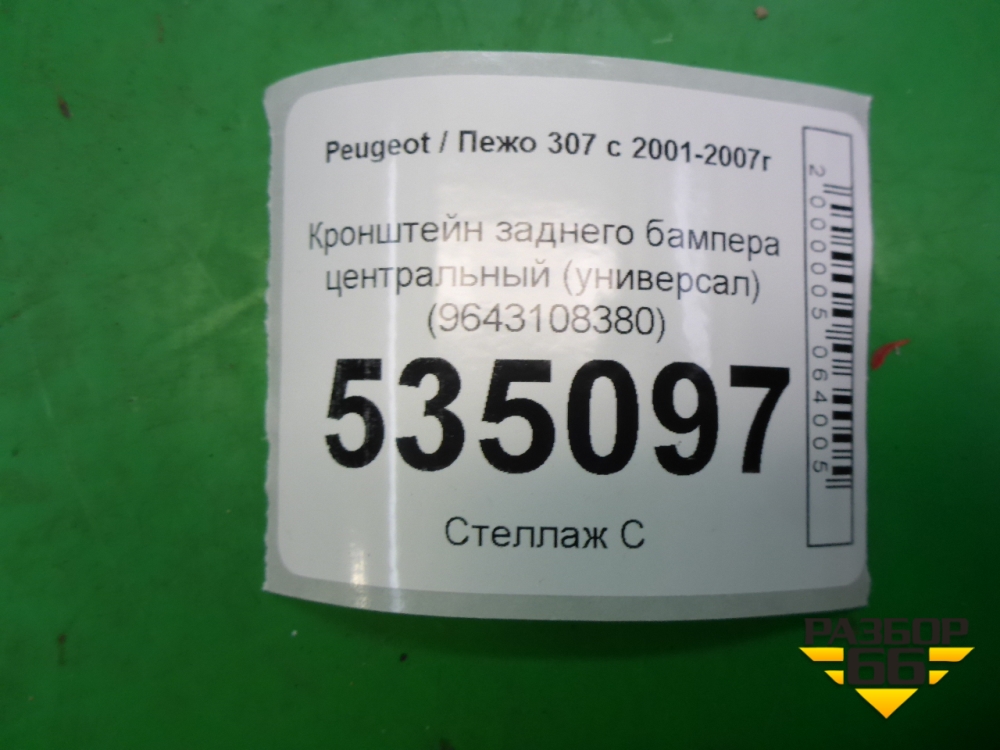 Peugeot / Пежо 307 с 2001-2007г
Кронштейн заднего бампера
центральный (универсал)
(9643108380)
535097
Стеллаж С
2000005064005
РАЗБОР
66